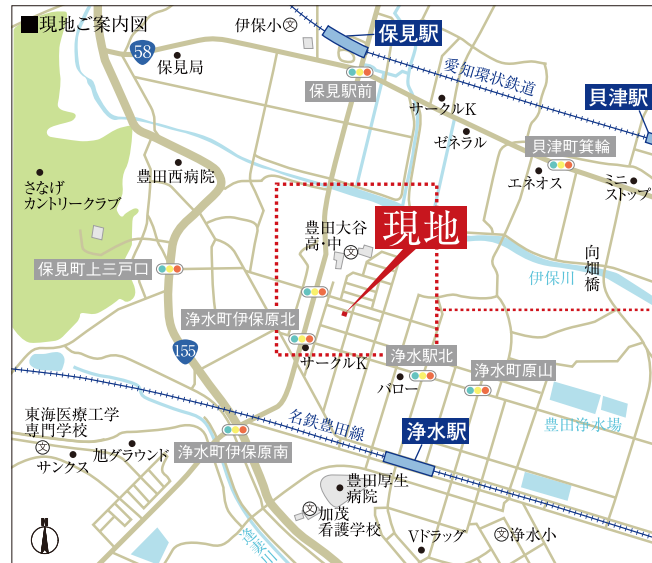 ■現地ご案内図
伊保小
文
保見駅
58
保見局
愛知環状鉄道
貝津駅
保見駅前
サークルK
ゼネラル
貝津町箕輪
エネオス
ミニ
ストップ
さなげ
カントリークラブ
豊田西病院
豊田大谷
高・中
文
現地
向畑橋
伊保川
保見町上三戸口
浄水町伊保原北
サークルK
155
浄水駅北
バロー
浄水町原山
豊田浄水場
名鉄豊田線
浄水駅
東海医療工学
専門学校
文
サンクス
旭グラウンド
浄水町伊保原南
豊田厚生
病院
文
加茂
看護学校
Vドラッグ
文
浄水小
逢妻川
N